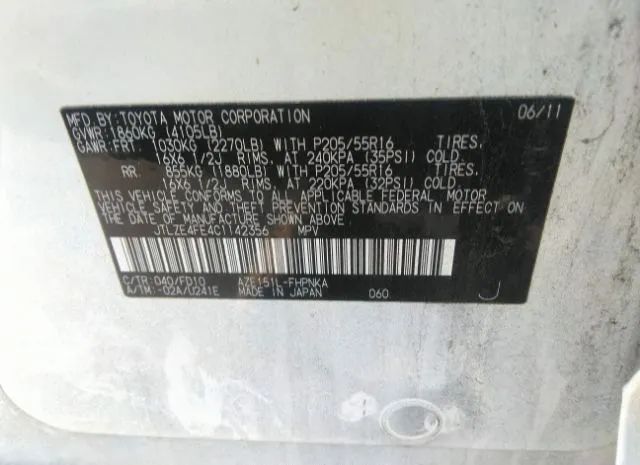 MFD. BY: TOYOTA MOTOR CORPORATION 06/11
GVWR: 1860KG (4105LB)
GAWR: FRT. 1030KG (2270LB) WITH P205/55R16 TIRES.
16X6 1/2J RIMS, AT 240KPA (35PSI) COLD.
RR. 855KG (1880LB) WITH P205/55R16 TIRES.
16X6 1/2J RIMS, AT 220KPA (32PSI) COLD.
THIS VEHICLE CONFORMS TO ALL APPLICABLE FEDERAL MOTOR
VEHICLE SAFETY AND THEFT PREVENTION STANDARDS IN EFFECT
ON THE DATE OF MANUFACTURE SHOWN ABOVE.
JTLZE4FE4C1142356 MPV
C/TR: 040/FD10 AZE151L-FHPNKA
A/TM: -02A/U241E MADE IN JAPAN 060 J